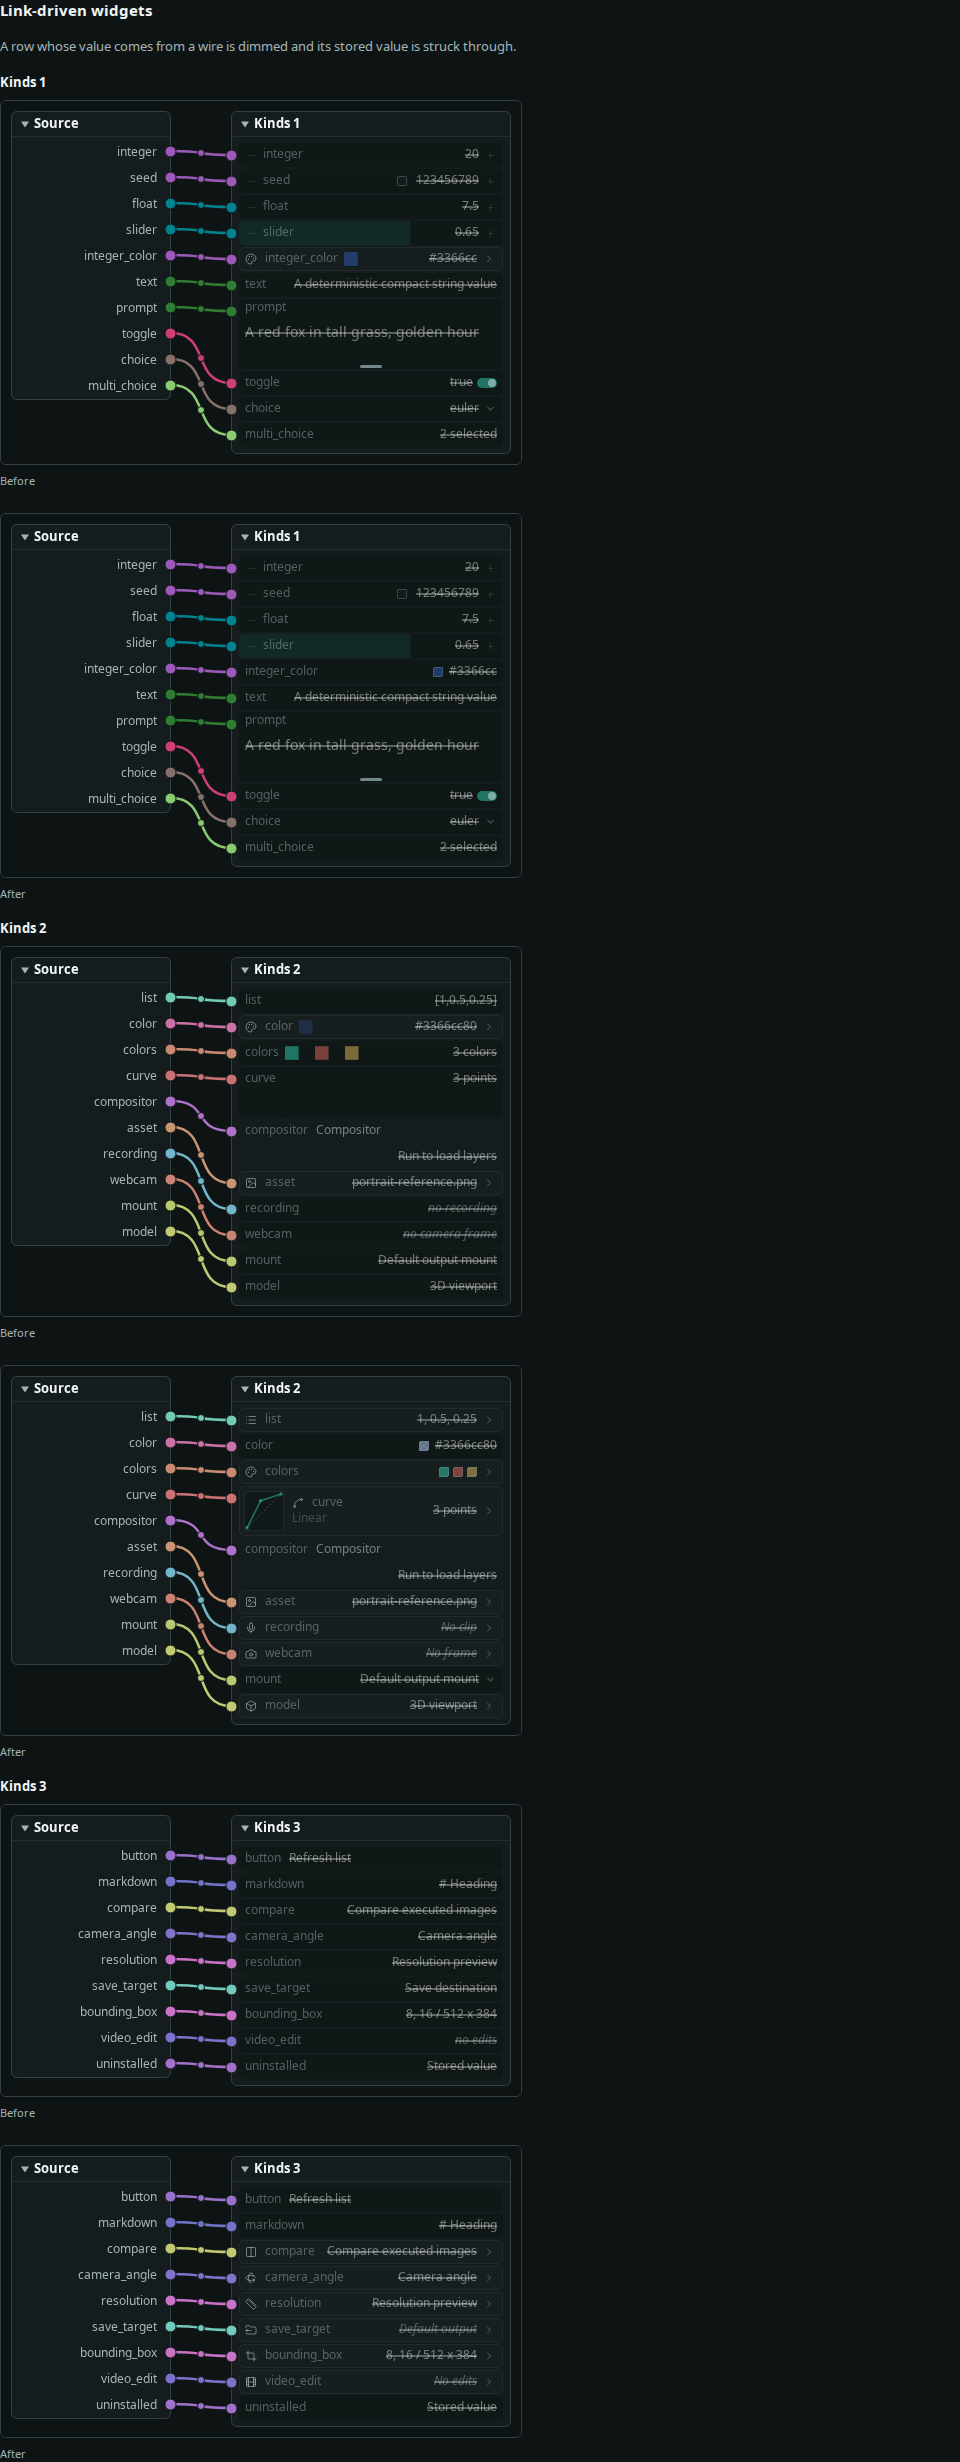 Link-driven widgets
A row whose value comes from a wire is dimmed and its stored value is struck through.
Kinds 1
Source
Kinds 1
integer
integer 20
seed
seed 123456789
float
float 7.5
slider
slider 0.65
integer_color
integer_color #3366cc
text
text A deterministic compact string value
prompt
prompt
A red fox in tall grass, golden hour
toggle
toggle true
choice
choice euler
multi_choice
multi_choice 2 selected
Before
Source
Kinds 1
integer
integer 20
seed
seed 123456789
float
float 7.5
slider
slider 0.65
integer_color
integer_color #3366cc
text
text A deterministic compact string value
prompt
prompt
A red fox in tall grass, golden hour
toggle
toggle true
choice
choice euler
multi_choice
multi_choice 2 selected
After
Kinds 2
Source
Kinds 2
list
list [1,0.5,0.25]
color
color #3366cc80
colors
colors 3 colors
curve
curve 3 points
compositor
compositor Compositor
Run to load layers
asset
asset portrait-reference.png
recording
recording no recording
webcam
webcam no camera frame
mount
mount Default output mount
model
model 3D viewport
Before
Source
Kinds 2
list
list 1, 0.5, 0.25
color
color #3366cc80
colors
colors
curve
curve 3 points
Linear
compositor
compositor Compositor
Run to load layers
asset
asset portrait-reference.png
recording
recording No clip
webcam
webcam No frame
mount
mount Default output mount
model
model 3D viewport
After
Kinds 3
Source
Kinds 3
button
button Refresh list
markdown
markdown # Heading
compare
compare Compare executed images
camera_angle
camera_angle Camera angle
resolution
resolution Resolution preview
save_target
save_target Save destination
bounding_box
bounding_box 8, 16 / 512 x 384
video_edit
video_edit no edits
uninstalled
uninstalled Stored value
Before
Source
Kinds 3
button
button Refresh list
markdown
markdown # Heading
compare
compare Compare executed images
camera_angle
camera_angle Camera angle
resolution
resolution Resolution preview
save_target
save_target Default output
bounding_box
bounding_box 8, 16 / 512 x 384
video_edit
video_edit No edits
uninstalled
uninstalled Stored value
After